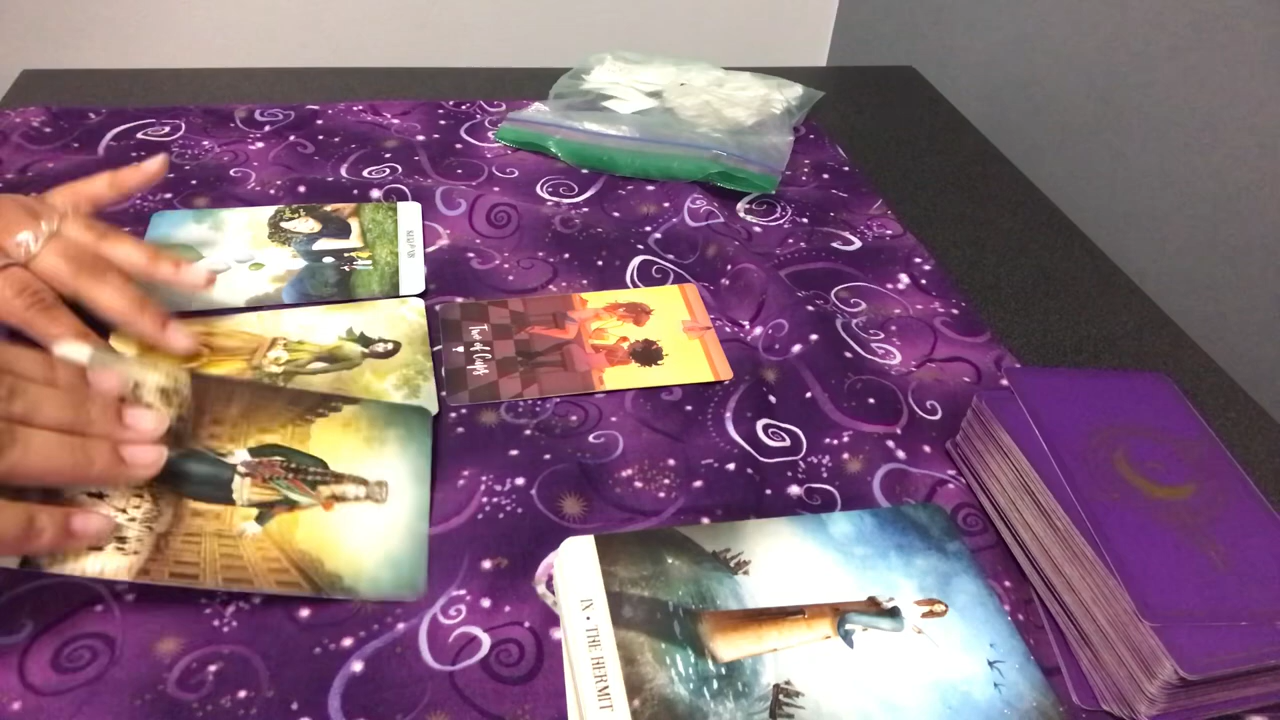 Two of Cups
IX • THE HERMIT